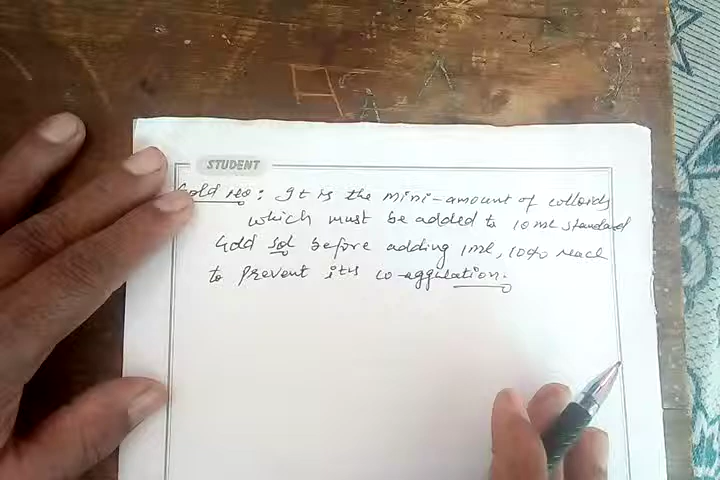 STUDENT
Gold no: It is the mini-amount of colloids
which must be added to 10 mL standard
Gold sol before adding 1mL, 10% NaCl
to prevent its co-aggulation.